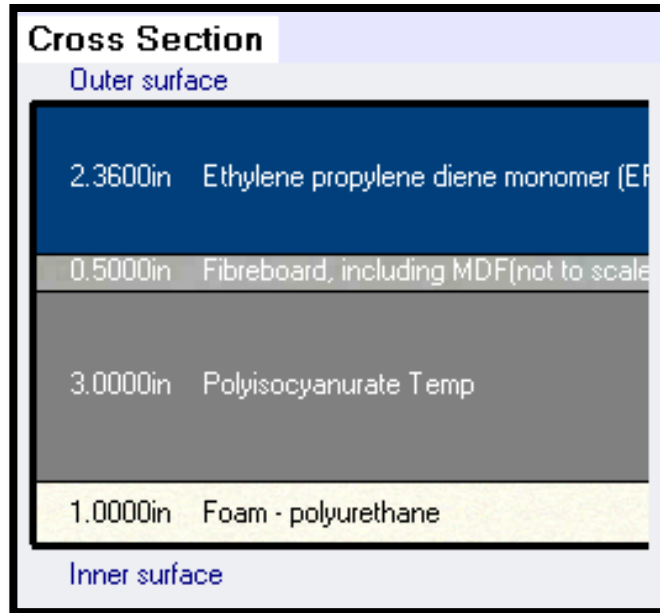 Cross Section
Outer surface
2.3600in Ethylene propylene diene monomer (EF
0.5000in Fibreboard, including MDF(not to scale
3.0000in Polyisocyanurate Temp
1.0000in Foam - polyurethane
Inner surface